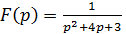 F(p) = 1/(p² + 4p + 3)